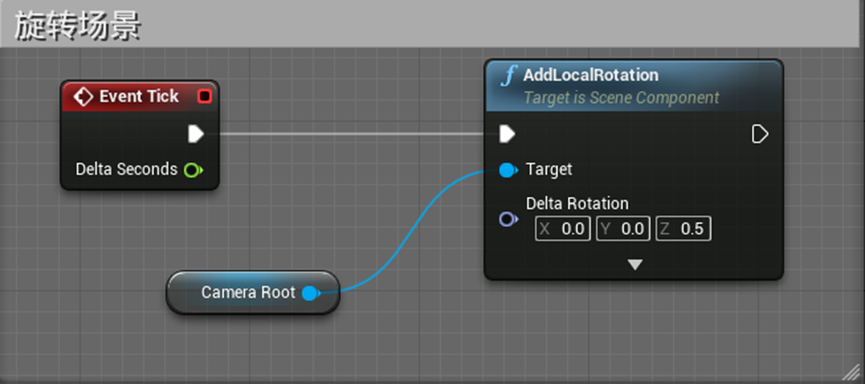 旋转场景
Event Tick
Delta Seconds
f AddLocalRotation
Target is Scene Component
Target
Delta Rotation
X 0.0 Y 0.0 Z 0.5
Camera Root